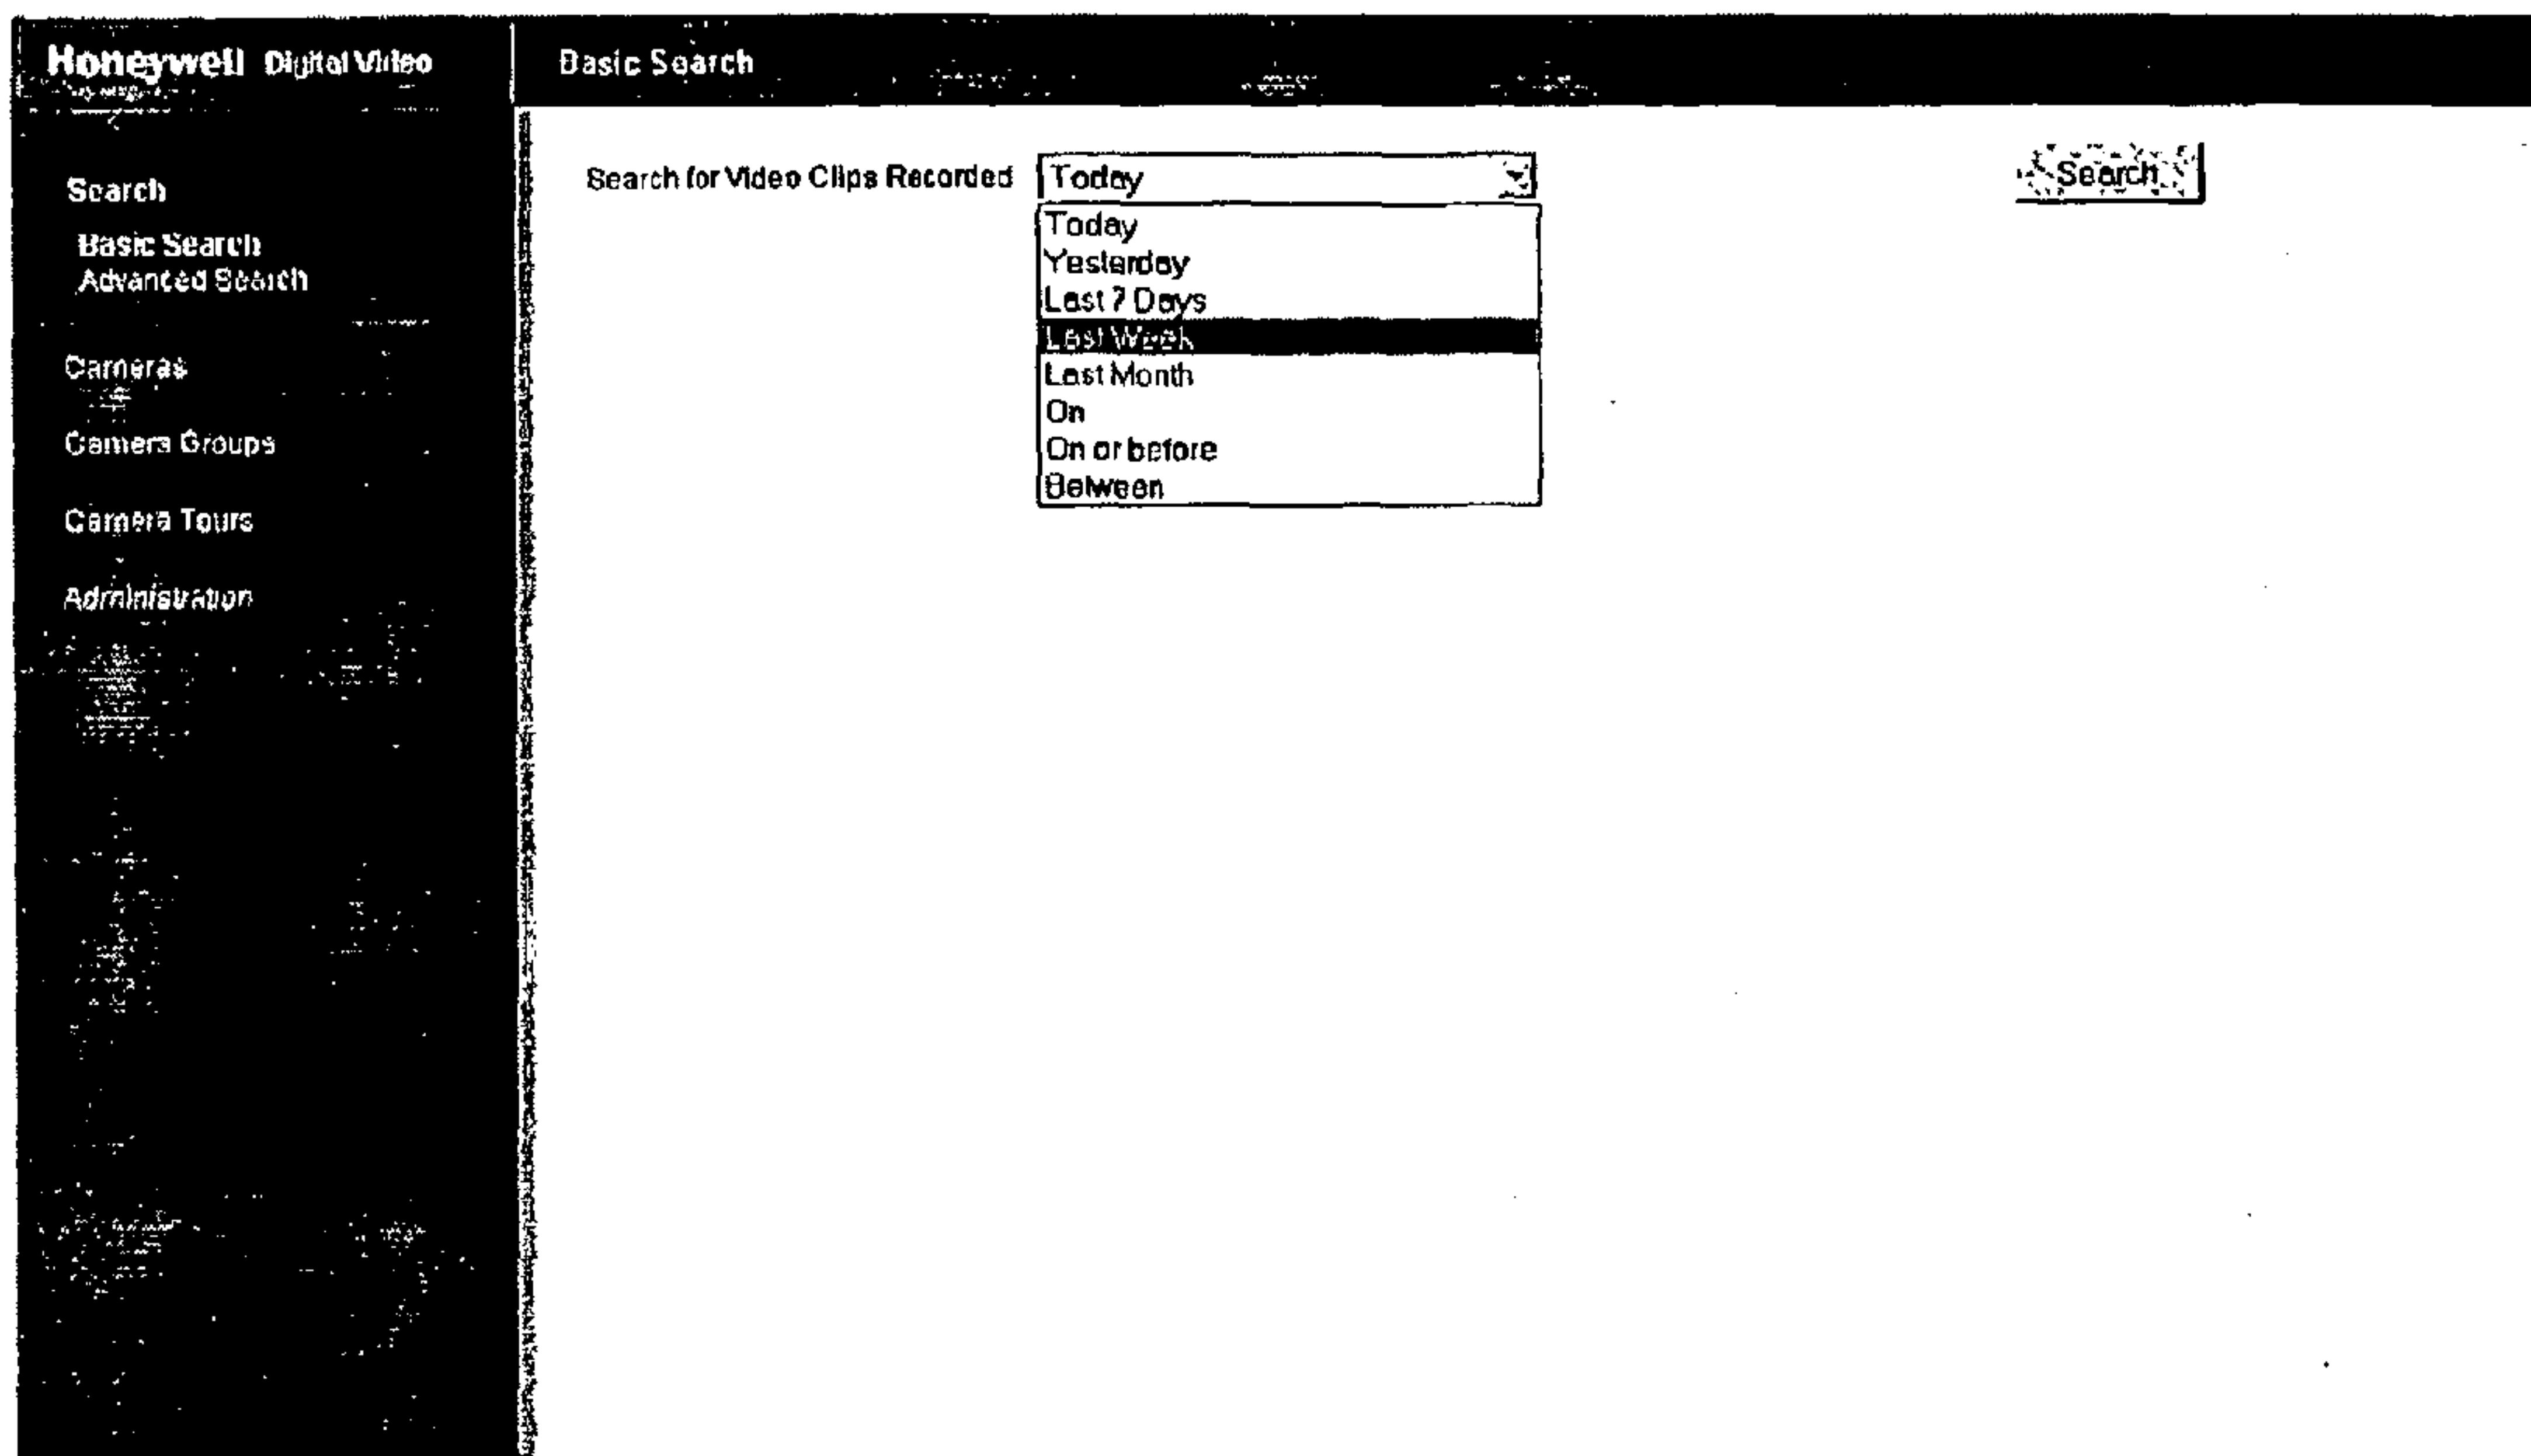 Honeywell Digital Video
Basic Search
Search
Basic Search
Advanced Search
Cameras
Camera Groups
Camera Tours
Administration
Search for Video Clips Recorded Today
Search
Today
Yesterday
Last 7 Days
Last Week
Last Month
On
On or before
Between